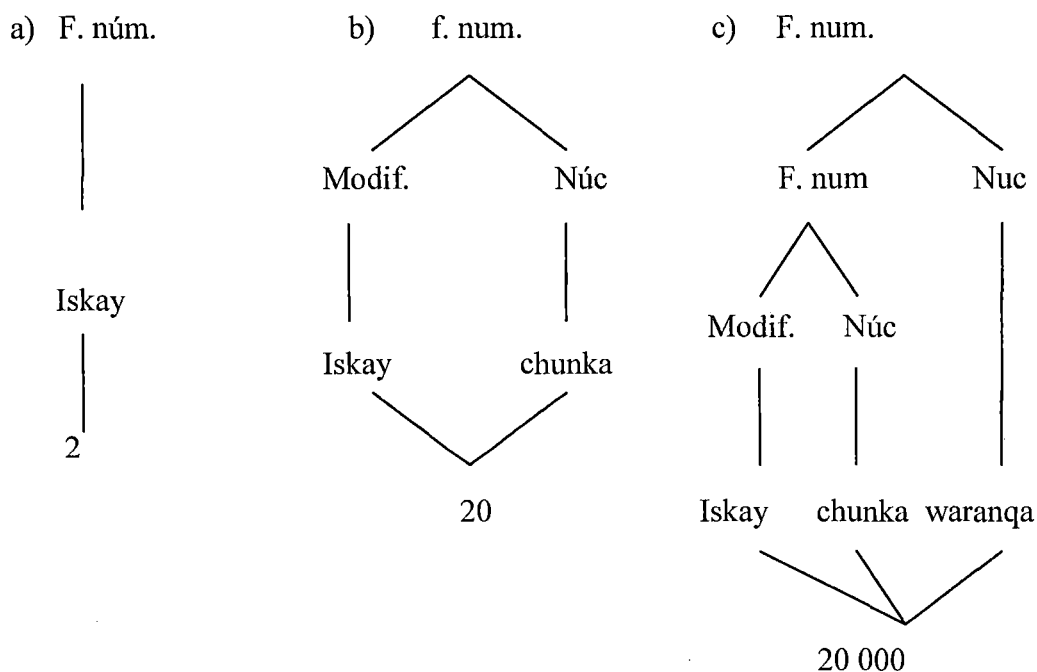 a) F. núm. b) f. num. c) F. num.
Modif. Núc F. num Nuc
Iskay
Modif. Núc
Iskay chunka
2
20
Iskay chunka waranqa
20 000